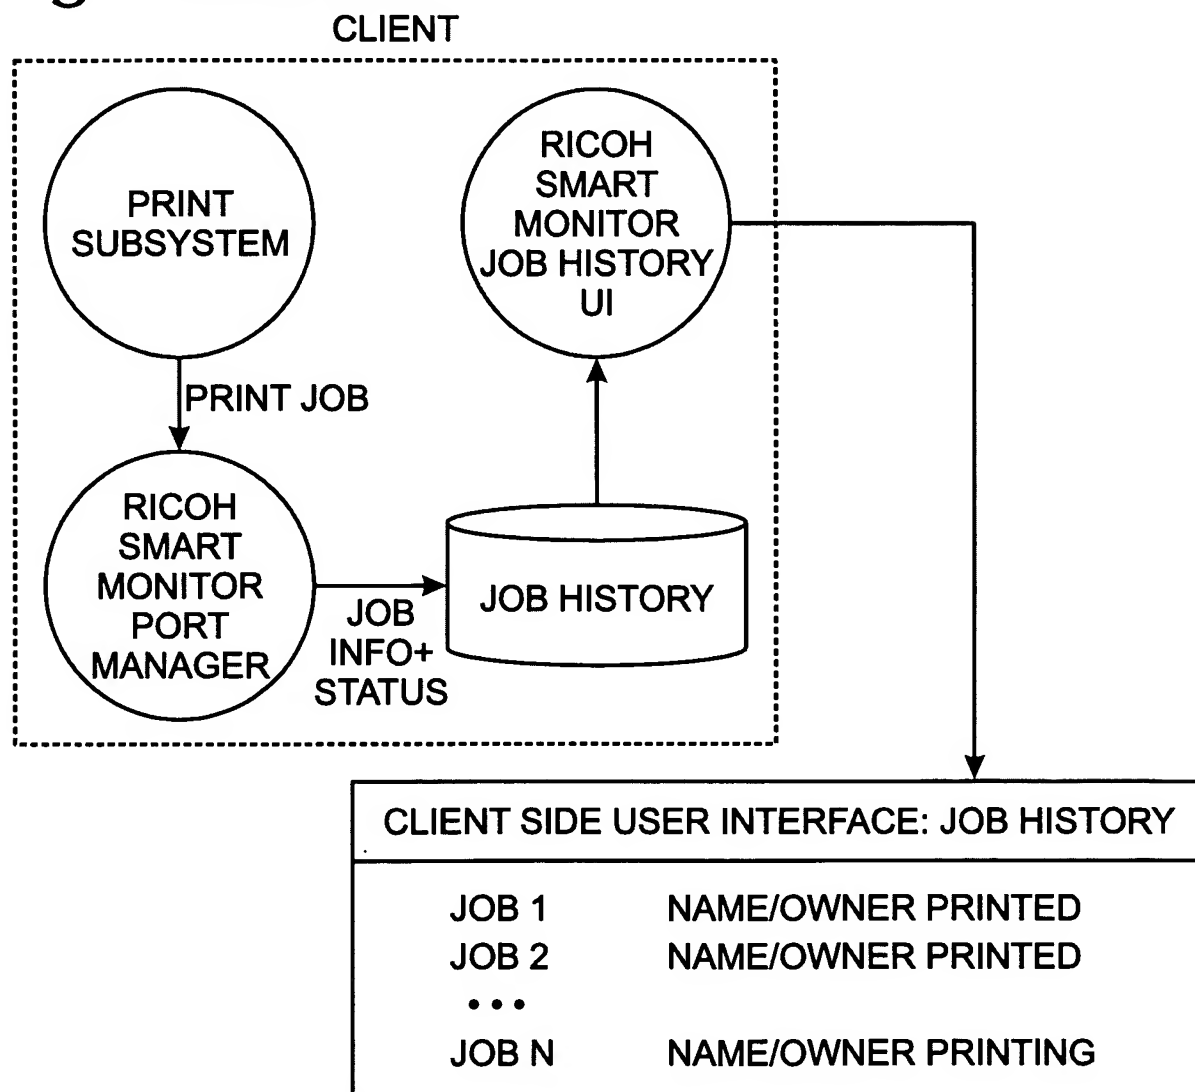 CLIENT
PRINT
SUBSYSTEM
RICOH
SMART
MONITOR
JOB HISTORY
UI
PRINT JOB
RICOH
SMART
MONITOR
PORT
MANAGER
JOB
INFO+
STATUS
JOB HISTORY
CLIENT SIDE USER INTERFACE: JOB HISTORY
JOB 1 NAME/OWNER PRINTED
JOB 2 NAME/OWNER PRINTED
•••
JOB N NAME/OWNER PRINTING